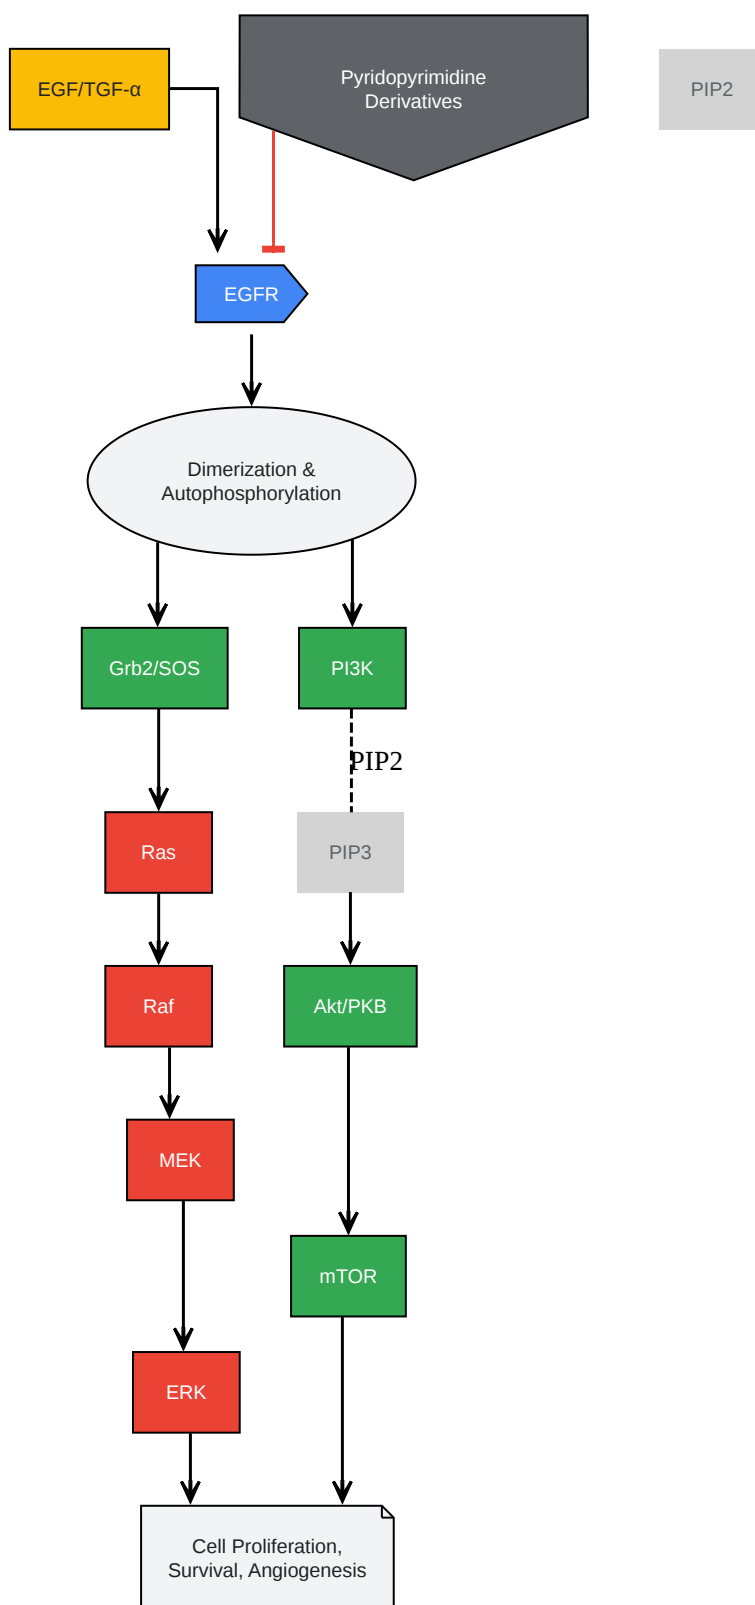 EGF/TGF-α
Pyridopyrimidine
Derivatives
PIP2
EGFR
Dimerization &
Autophosphorylation
Grb2/SOS
PI3K
PIP2
Ras
PIP3
Raf
Akt/PKB
MEK
mTOR
ERK
Cell Proliferation,
Survival, Angiogenesis